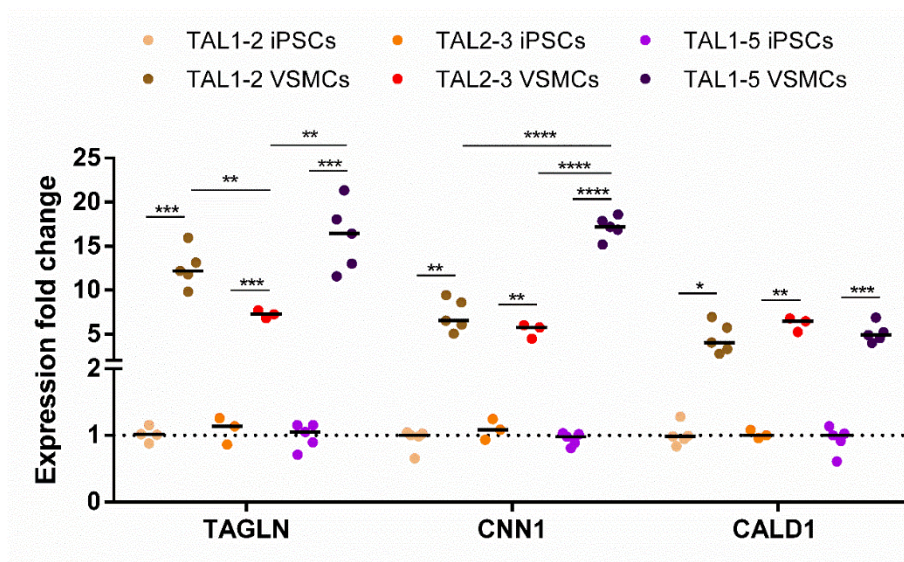 TAL1-2 iPSCs TAL2-3 iPSCs TAL1-5 iPSCs
TAL1-2 VSMCs TAL2-3 VSMCs TAL1-5 VSMCs
Expression fold change
25
20
15
10
5
2
1
0
** ****
*** ****
** ****
***
*** ** ** * ** ***
TAGLN CNN1 CALD1